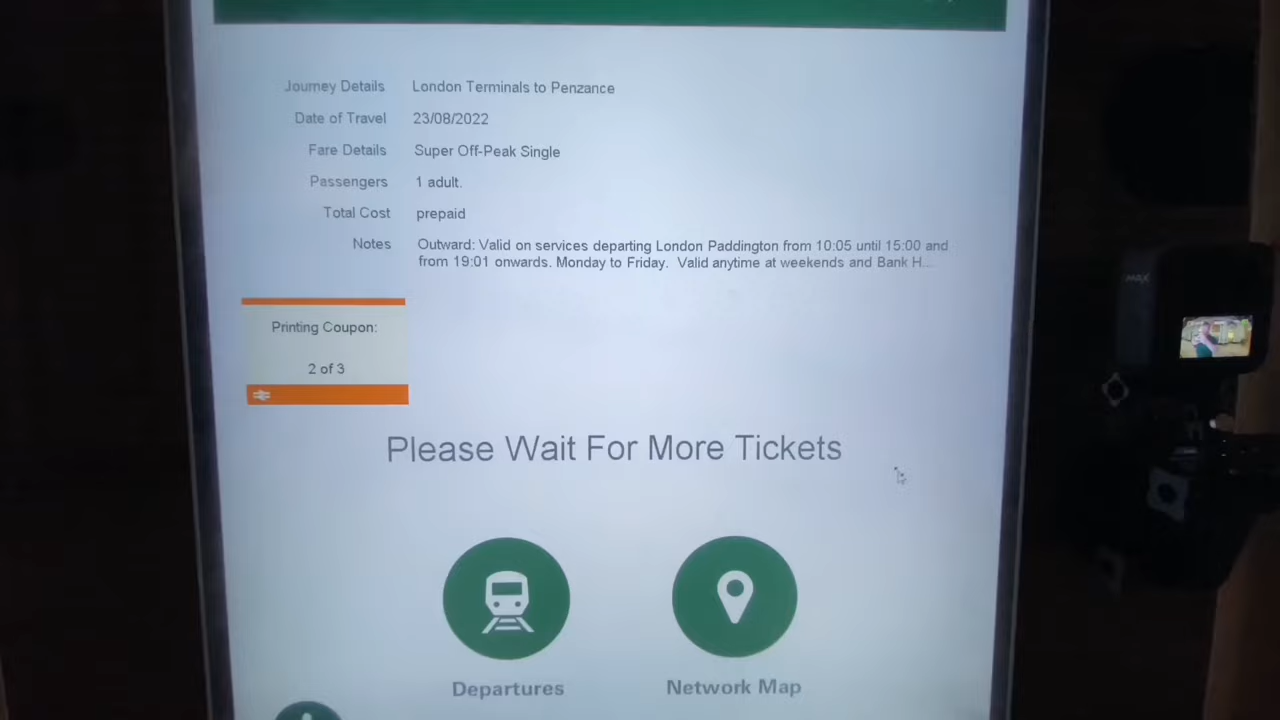 Journey Details London Terminals to Penzance
Date of Travel 23/08/2022
Fare Details Super Off-Peak Single
Passengers 1 adult.
Total Cost prepaid
Notes Outward: Valid on services departing London Paddington from 10:05 until 15:00 and
from 19:01 onwards. Monday to Friday. Valid anytime at weekends and Bank H...
Printing Coupon:
2 of 3
Please Wait For More Tickets
Departures
Network Map
MAX